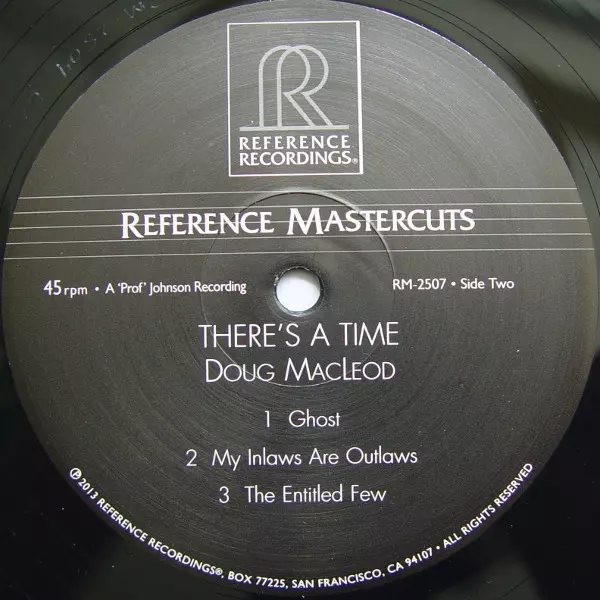 REFERENCE
RECORDINGS®
REFERENCE MASTERCUTS
45 rpm • A 'Prof' Johnson Recording
RM-2507 • Side Two
THERE'S A TIME
DOUG MACLEOD
1 Ghost
2 My Inlaws Are Outlaws
3 The Entitled Few
℗ 2013 REFERENCE RECORDINGS®, BOX 77225, SAN FRANCISCO, CA 94107 • ALL RIGHTS RESERVED